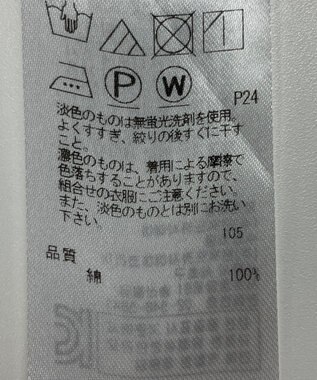 P
W
P24
淡色のものは無蛍光洗剤を使用。
よくすすぎ、絞りの後すぐに干す
こと。
濃色のものは、着用による摩擦で
色落ちすることがありますので、
組合せの衣服にご注意ください。
また、淡色のものとは別にお洗い
下さい。
105
品質
綿 100%